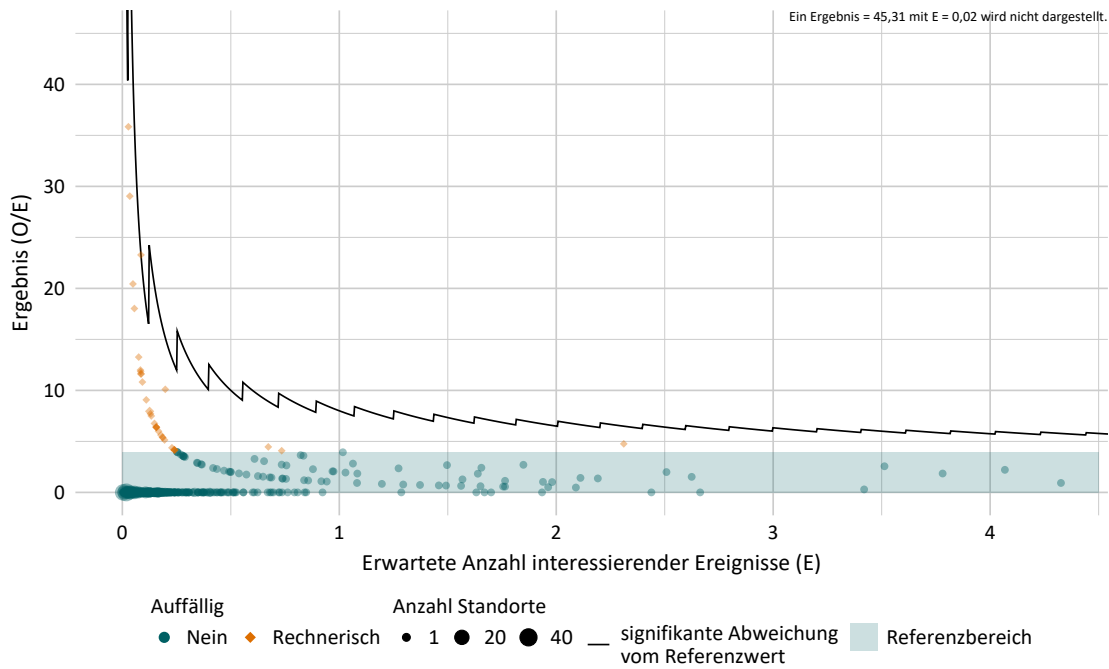 Ein Ergebnis = 45,31 mit E = 0,02 wird nicht dargestellt.
40
30
20
10
0
Ergebnis (O/E)
0 1 2 3 4
Erwartete Anzahl interessierender Ereignisse (E)
Auffällig
Nein Rechnerisch
Anzahl Standorte
1 20 40
signifikante Abweichung
vom Referenzwert
Referenzbereich